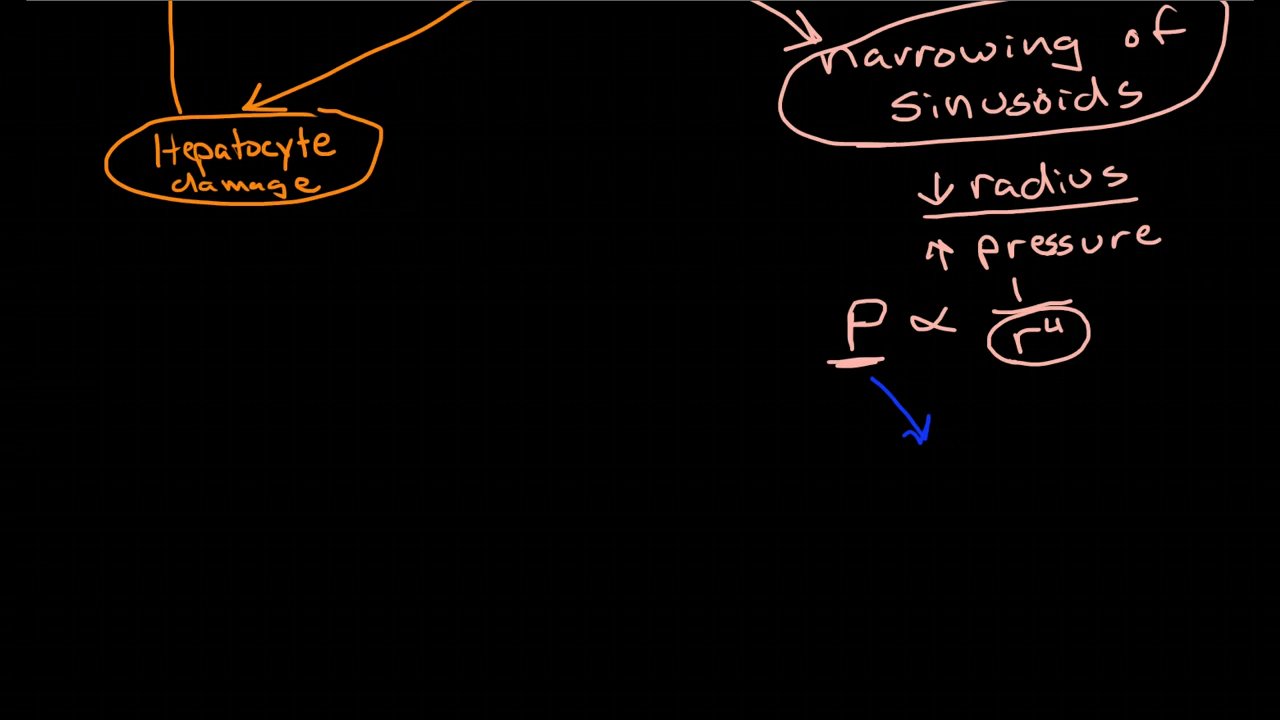 Hepatocyte
damage
narrowing of
sinusoids
↓ radius
↑ pressure
P ∝ 1/r⁴